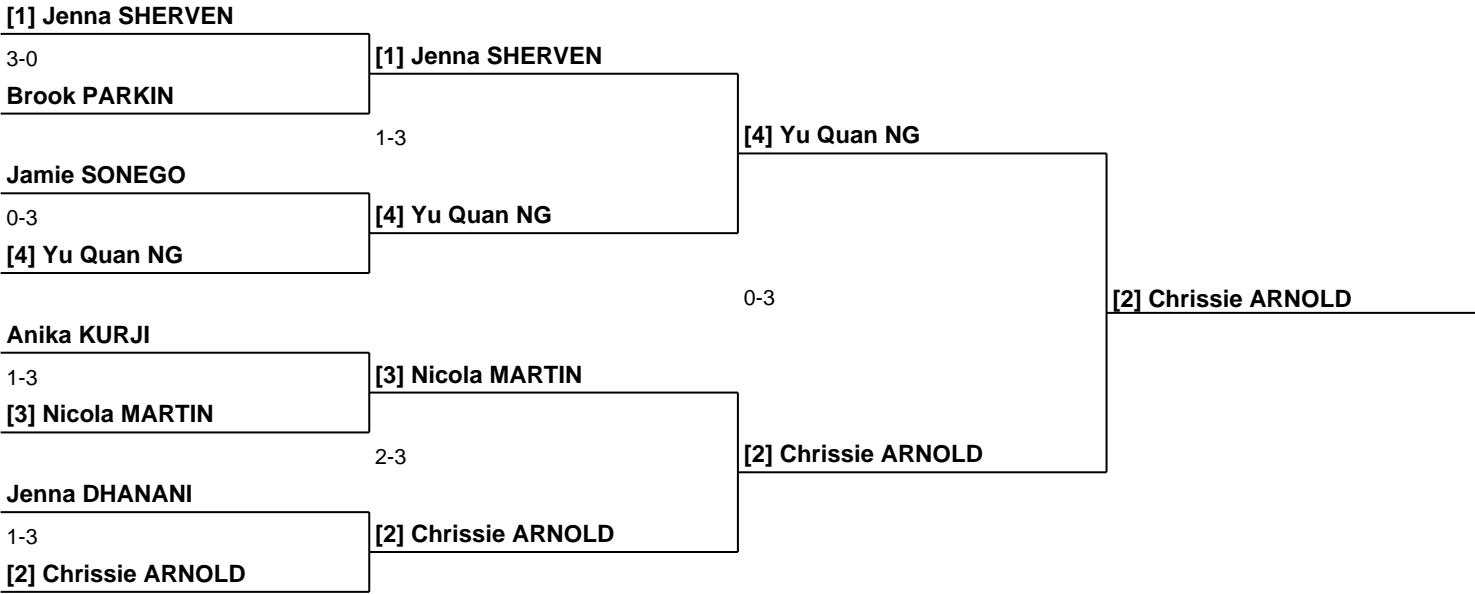 [1] Jenna SHERVEN
3-0
[1] Jenna SHERVEN
Brook PARKIN
1-3
[4] Yu Quan NG
Jamie SONEGO
0-3
[4] Yu Quan NG
[4] Yu Quan NG
0-3
[2] Chrissie ARNOLD
Anika KURJI
1-3
[3] Nicola MARTIN
[3] Nicola MARTIN
2-3
[2] Chrissie ARNOLD
Jenna DHANANI
1-3
[2] Chrissie ARNOLD
[2] Chrissie ARNOLD